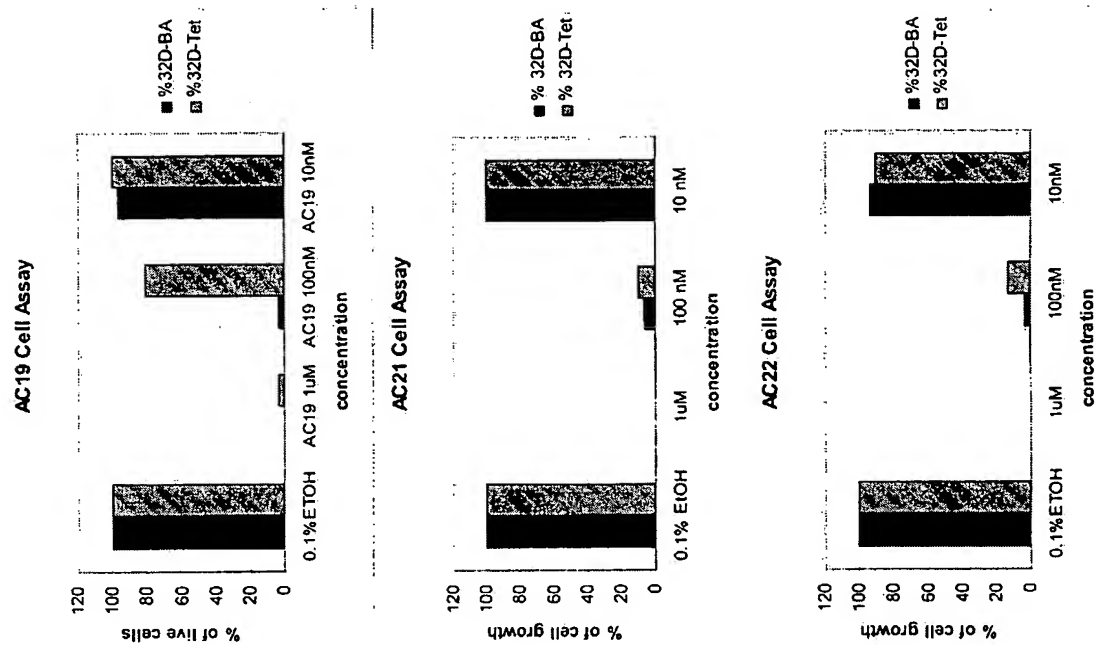 AC19 Cell Assay
% of live cells
120
100
80
60
40
20
0
0.1%ETOH AC19 1uM AC19 100nM AC19 10nM
concentration
%32D-BA
%32D-Tet
AC21 Cell Assay
% of cell growth
120
100
80
60
40
20
0
0.1% EtOH 1uM 100 nM 10 nM
concentration
% 32D-BA
% 32D-Tet
AC22 Cell Assay
% of cell growth
120
100
80
60
40
20
0
0.1% EtOH 1uM 100nM 10nM
concentration
%32D-BA
%32D-Tet